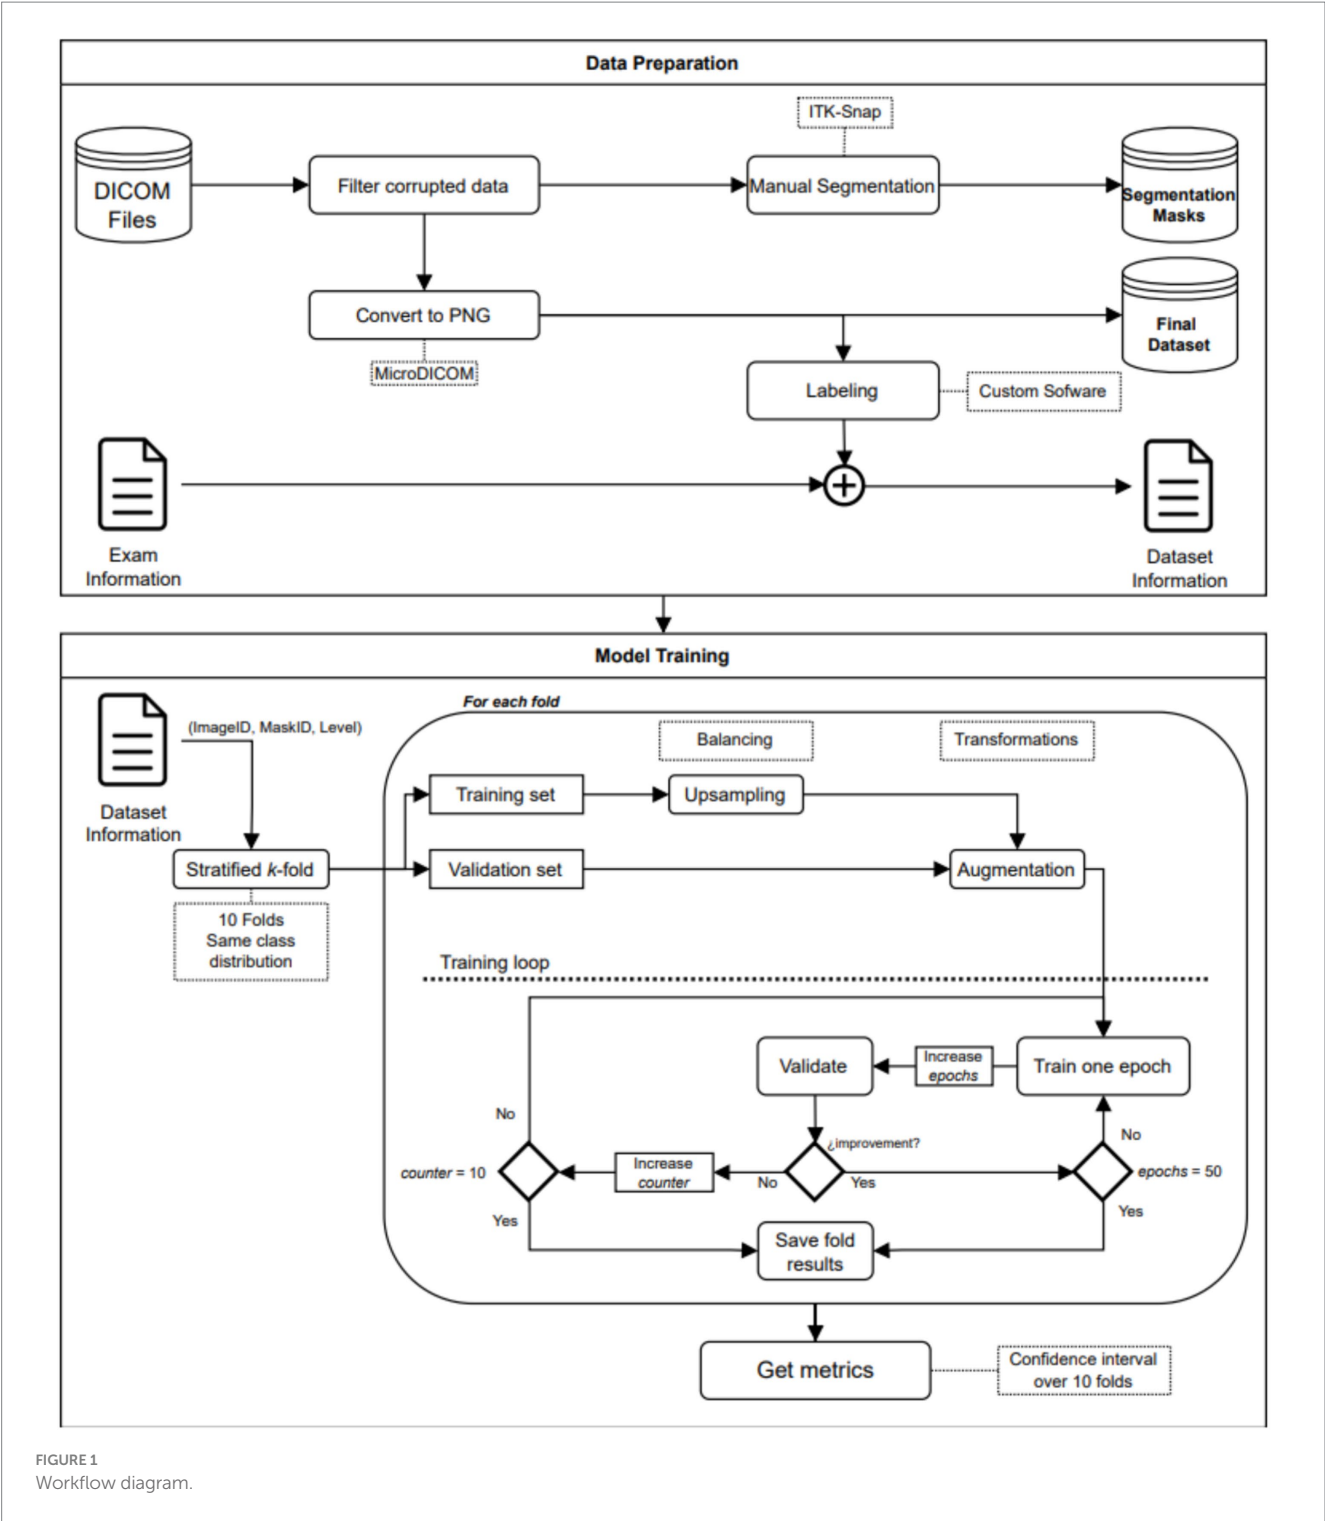 Data Preparation
ITK-Snap
DICOM
Files
Filter corrupted data
Manual Segmentation
Segmentation
Masks
Convert to PNG
MicroDICOM
Final
Dataset
Labeling
Custom Sofware
Exam
Information
Dataset
Information
Model Training
For each fold
(ImageID, MaskID, Level)
Balancing
Transformations
Dataset
Information
Training set
Upsampling
Stratified k-fold
Validation set
Augmentation
10 Folds
Same class
distribution
Training loop
Validate
Increase
epochs
Train one epoch
No
¿improvement?
No
counter = 10
Increase
counter
No
Yes
epochs = 50
Yes
Yes
Save fold
results
Get metrics
Confidence interval
over 10 folds
FIGURE 1
Workflow diagram.